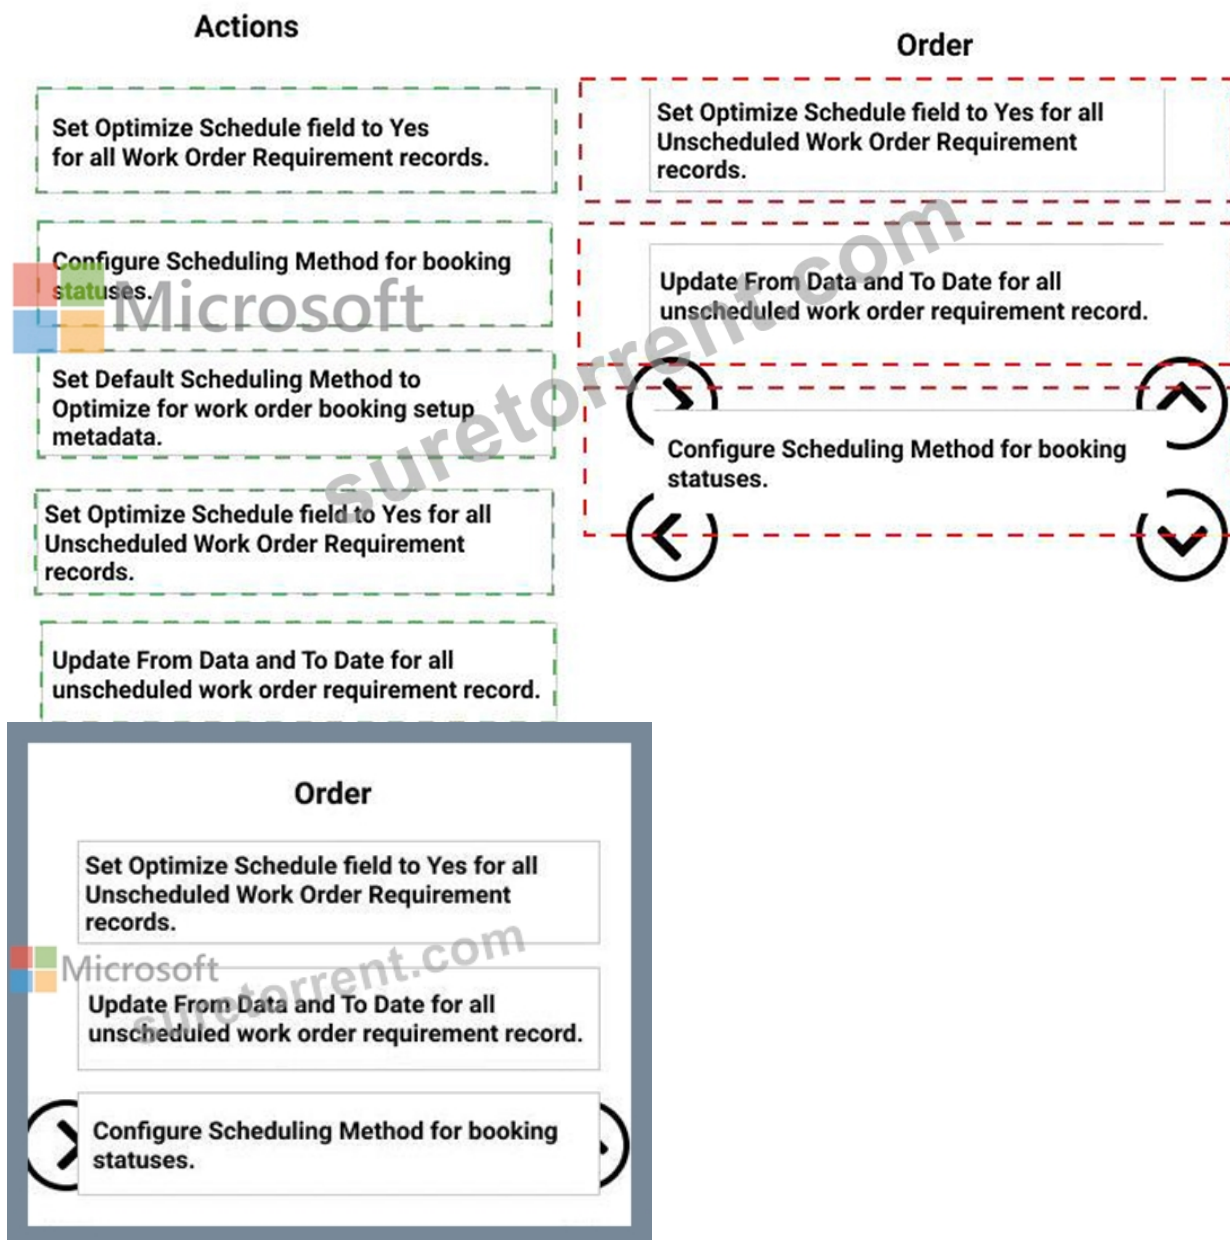 Actions
Set Optimize Schedule field to Yes
for all Work Order Requirement records.
Configure Scheduling Method for booking
statuses.
Microsoft
Set Default Scheduling Method to
Optimize for work order booking setup
metadata.
Set Optimize Schedule field to Yes for all
Unscheduled Work Order Requirement
records.
Update From Data and To Date for all
unscheduled work order requirement record.
Order
Set Optimize Schedule field to Yes for all
Unscheduled Work Order Requirement
records.
Update From Data and To Date for all
unscheduled work order requirement record.
Configure Scheduling Method for booking
statuses.
suretorrent.com
Order
Set Optimize Schedule field to Yes for all
Unscheduled Work Order Requirement
records.
Microsoft
suretorrent.com
Update From Data and To Date for all
unscheduled work order requirement record.
Configure Scheduling Method for booking
statuses.